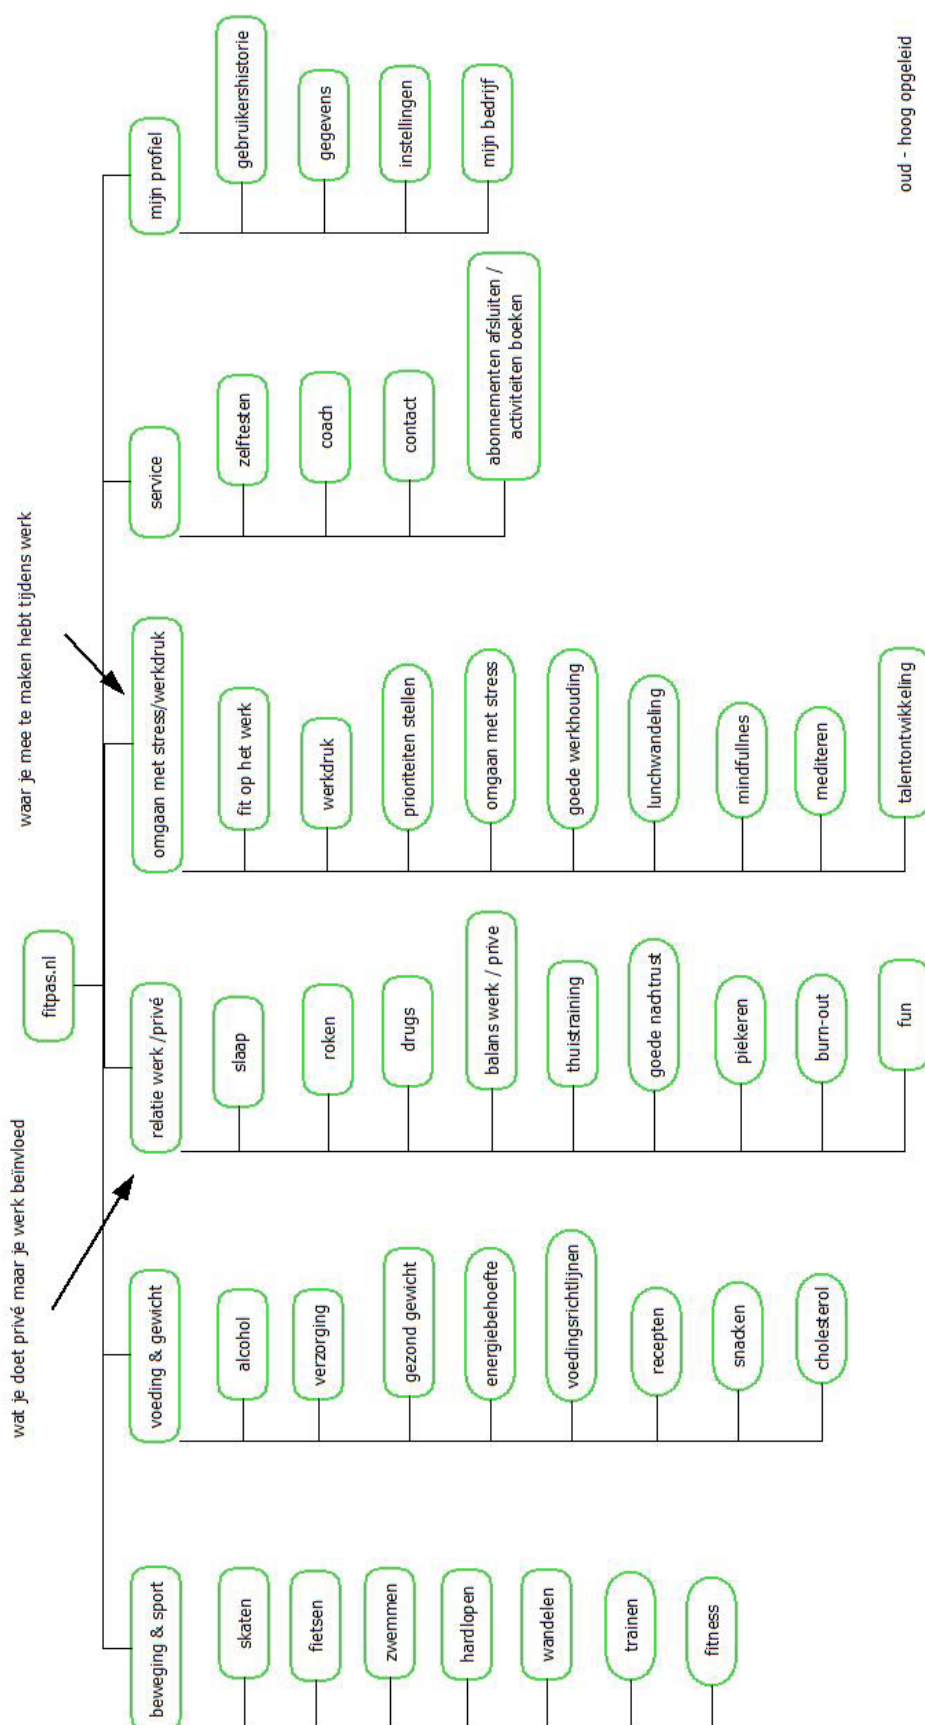 wat je doet privé maar je werk beïnvloed
waar je mee te maken hebt tijdens werk
fitpas.nl
beweging & sport
skaten
fietsen
zwemmen
hardlopen
wandelen
trainen
fitness
voeding & gewicht
alcohol
verzorging
gezond gewicht
energiebehoefte
voedingsrichtlijnen
recepten
snacken
cholesterol
relatie werk /privé
slaap
roken
drugs
balans werk / prive
thuistraining
goede nachtrust
piekeren
burn-out
fun
omgaan met stress/werkdruk
fit op het werk
werkdruk
prioriteiten stellen
omgaan met stress
goede werkhouding
lunchwandeling
mindfullnes
mediteren
talentontwikkeling
service
zelftesten
coach
contact
abonnementen afsluiten /
activiteiten boeken
mijn profiel
gebruikershistorie
gegevens
instellingen
mijn bedrijf
oud - hoog opgeleid